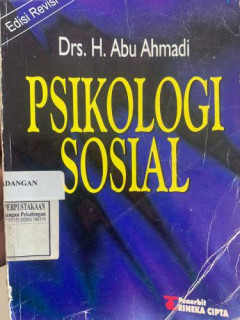 Edisi Revisi
Drs. H. Abu Ahmadi
PSIKOLOGI
SOSIAL
ADANGAN
PERPUSTAKAAN
Penerbit
RINEKA CIPTA